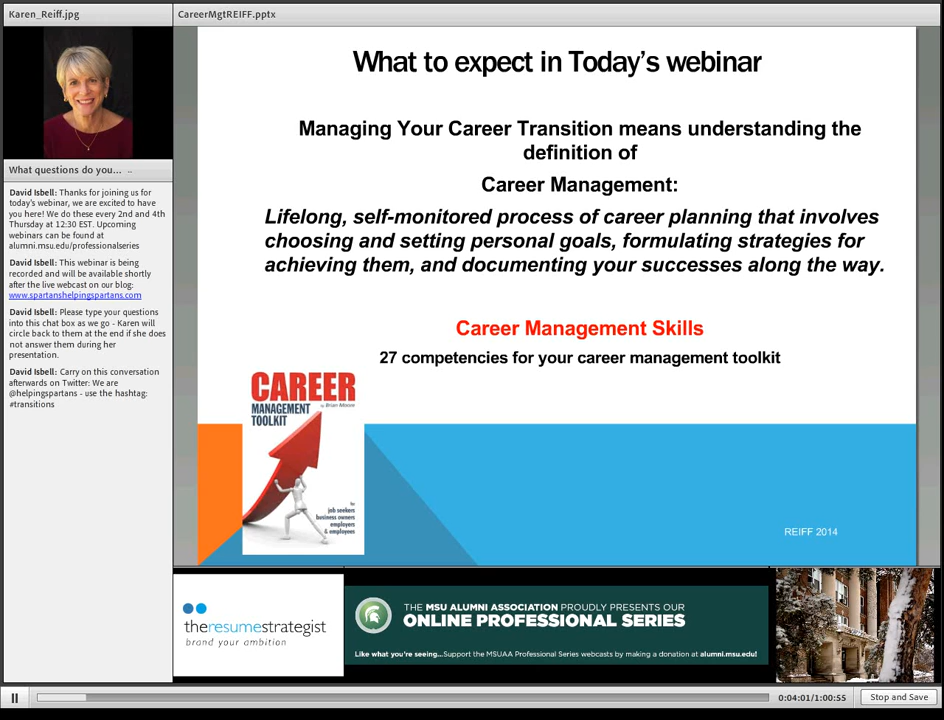 Karen_Reiff.jpg
CareerMgtREIFF.pptx
What questions do you... ..
David Isbell: Thanks for joining us for
today's webinar, we are excited to have
you here! We do these every 2nd and 4th
Thursday at 12:30 EST. Upcoming
webinars can be found at
alumni.msu.edu/professionalseries
David Isbell: This webinar is being
recorded and will be available shortly
after the live webcast on our blog:
www.spartanshelpingspartans.com
David Isbell: Please type your questions
into this chat box as we go - Karen will
circle back to them at the end if she does
not answer them during her
presentation.
David Isbell: Carry on this conversation
afterwards on Twitter: We are
@helpingspartans - use the hashtag:
#transitions
What to expect in Today's webinar
Managing Your Career Transition means understanding the
definition of
Career Management:
Lifelong, self-monitored process of career planning that involves
choosing and setting personal goals, formulating strategies for
achieving them, and documenting your successes along the way.
Career Management Skills
27 competencies for your career management toolkit
CAREER
MANAGEMENT by Brian Moore
TOOLKIT
for
job seekers
business owners
employers
& employees
REIFF 2014
theresumestrategist
brand your ambition
THE MSU ALUMNI ASSOCIATION PROUDLY PRESENTS OUR
ONLINE PROFESSIONAL SERIES
Like what you're seeing...Support the MSUAA Professional Series webcasts by making a donation at alumni.msu.edu!
0:04:01/1:00:55
Stop and Save